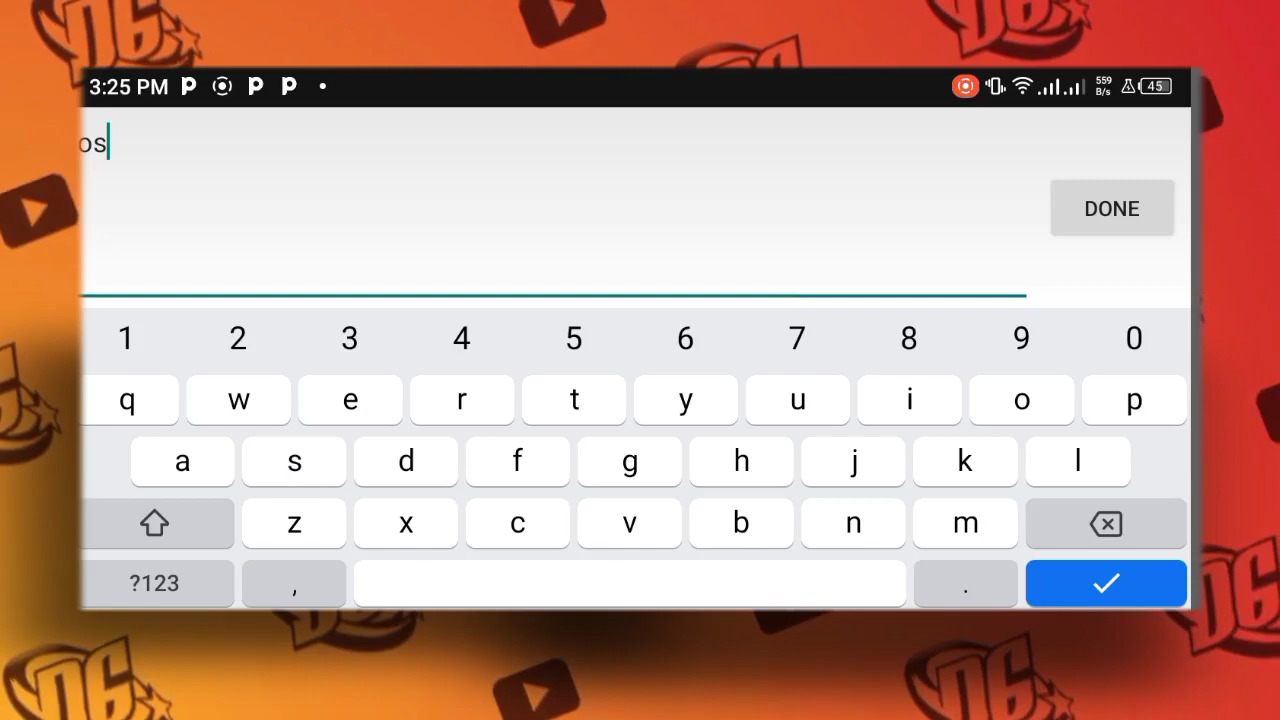 3:25 PM 559 B/s 45
os
DONE
1 2 3 4 5 6 7 8 9 0
q w e r t y u i o p
a s d f g h j k l
z x c v b n m
?123 , .